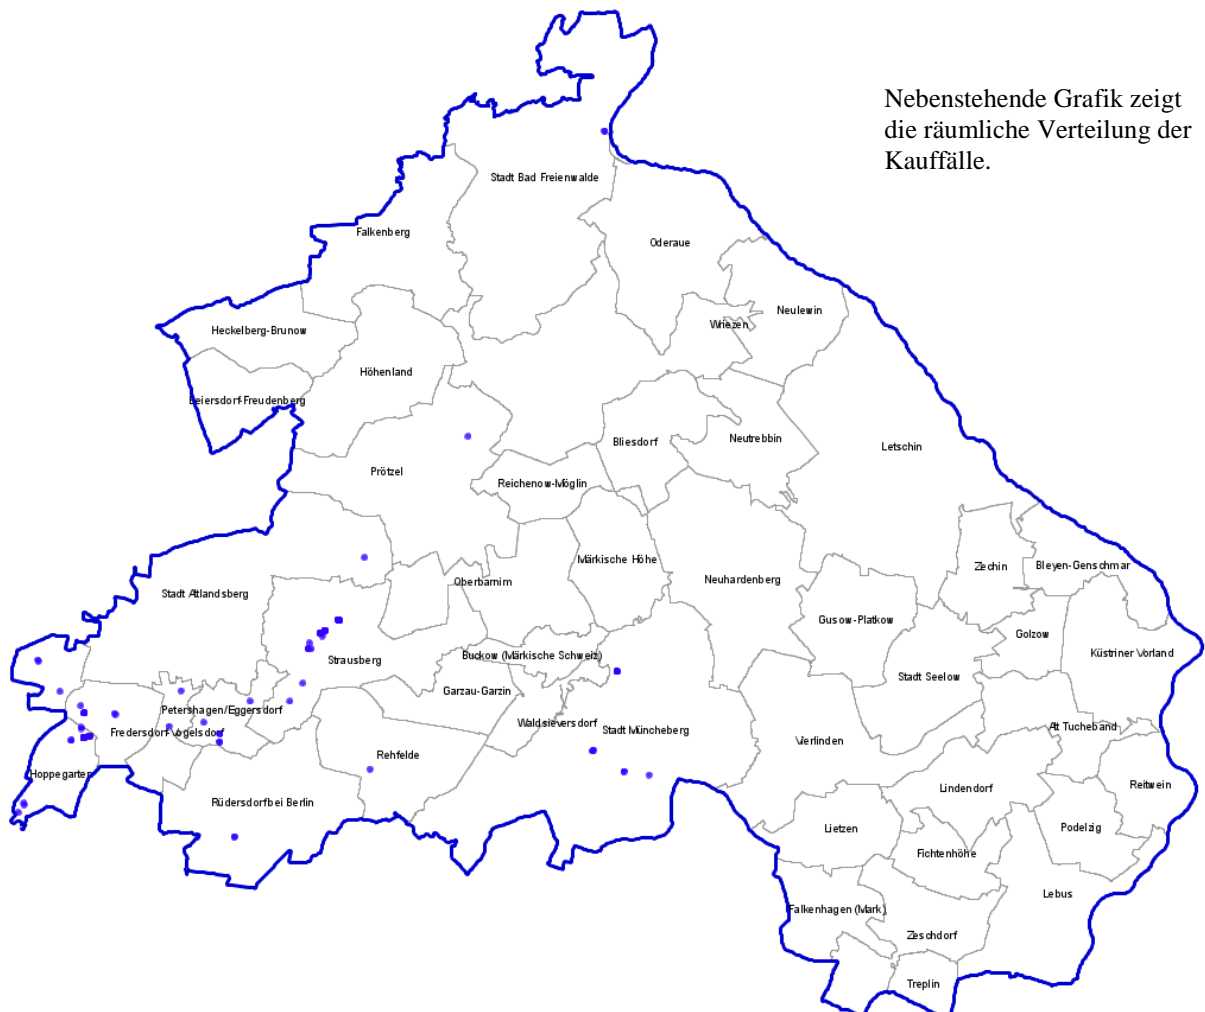 Nebenstehende Grafik zeigt
die räumliche Verteilung der
Kauffälle.
Stadt Bad Freienwalde
Falkenberg
Oderaue
Neulewin
Wriezen
Heckelberg-Brunow
Höhenland
Beiersdorf-Freudenberg
Bliesdorf
Neutrebbin
Letschin
Prötzel
Reichenow-Möglin
Märkische Höhe
Zechin
Bleyen-Genschmar
Oberbarnim
Neuhardenberg
Stadt Altlandsberg
Gusow-Platkow
Golzow
Küstriner Vorland
Buckow (Märkische Schweiz)
Strausberg
Stadt Seelow
Garzau-Garzin
Petershagen/Eggersdorf
Waldsieversdorf
Stadt Müncheberg
Alt Tucheband
Fredersdorf-Vogelsdorf
Vierlinden
Rehfelde
Hoppegarten
Reitwein
Lindendorf
Rüdersdorf bei Berlin
Lietzen
Podelzig
Fichtenhöhe
Lebus
Falkenhagen (Mark)
Zeschdorf
Treplin